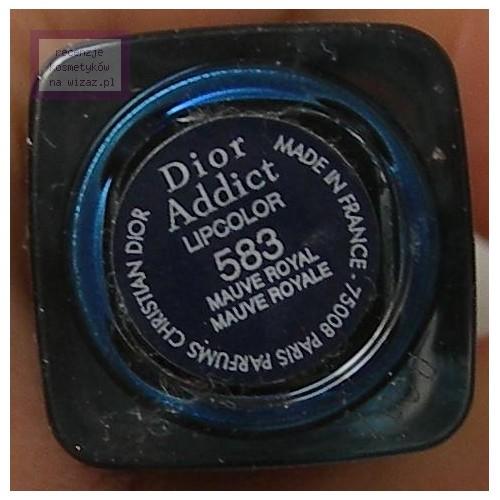 recenzje
kosmetyków
na wizaz.pl
Dior
Addict
LIPCOLOR
583
MAUVE ROYAL
MAUVE ROYALE
MADE IN FRANCE. 75008 PARIS PARFUMS CHRISTIAN DIOR